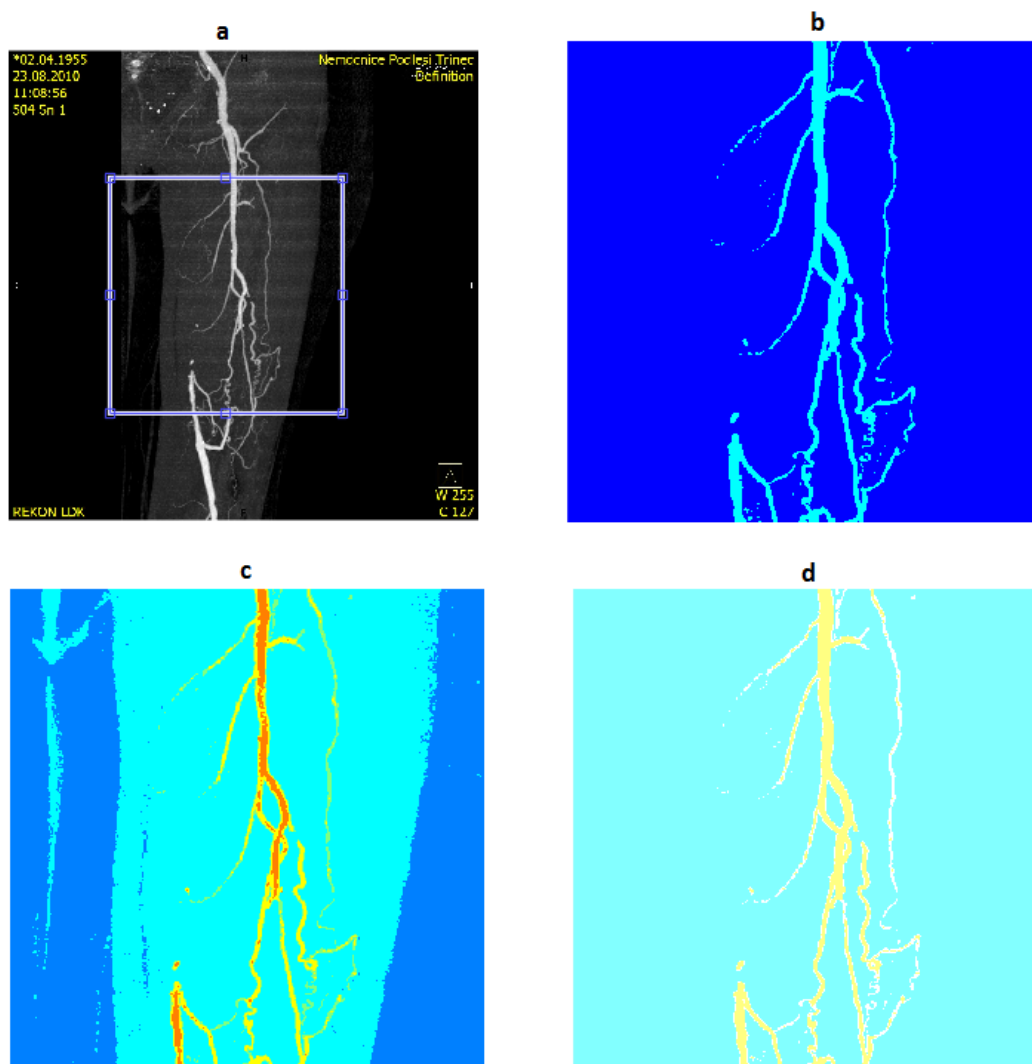 a
b
*02.04.1955
23.08.2010
11:08:56
504 Sn 1
H
Nemocnice Podlesi Trinec
Definition
A
W 255
C 127
REKON LDK
F
c
d